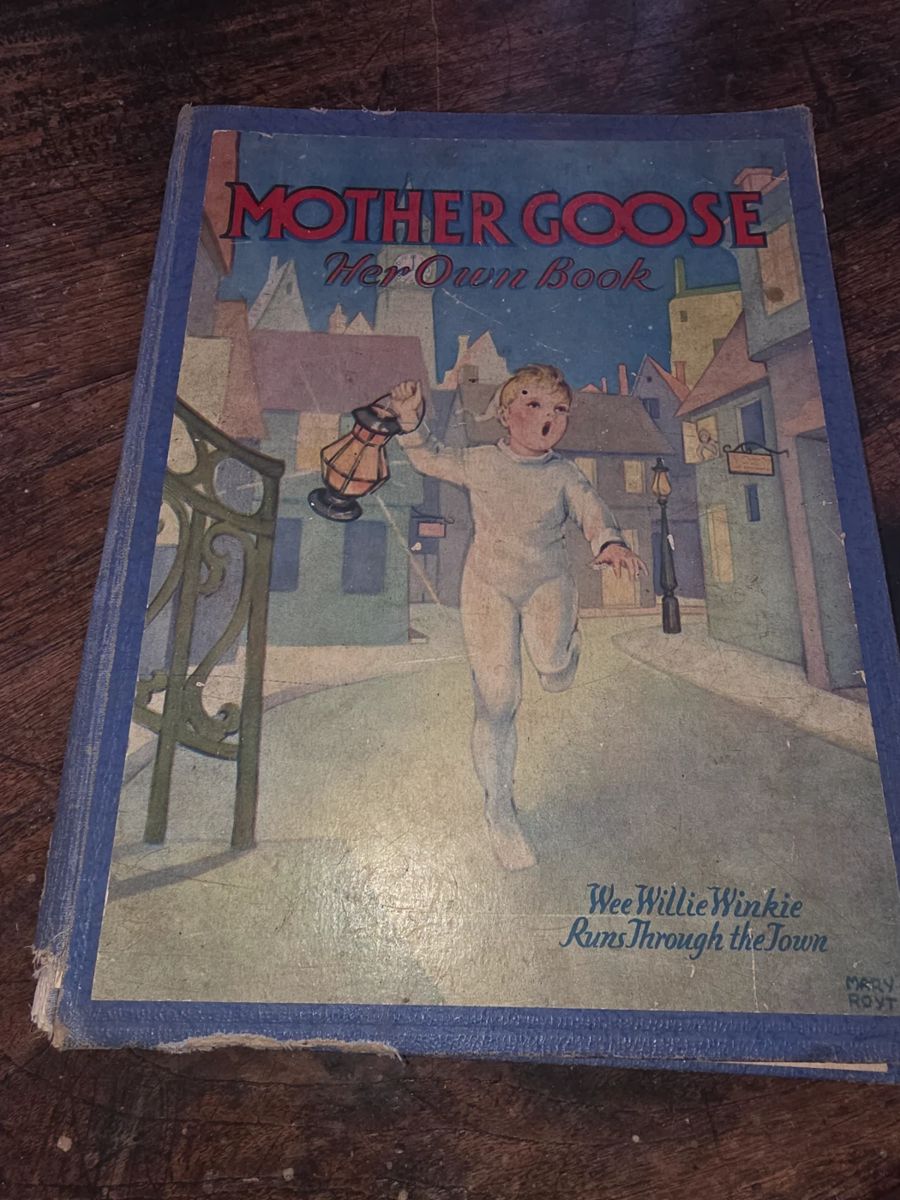 MOTHER GOOSE
Her Own Book
Wee Willie Winkie
Runs Through the Town
MARY
ROYT